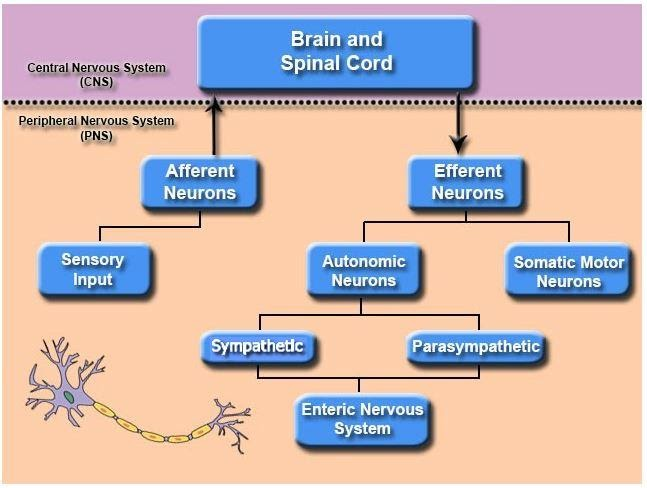 Brain and
Spinal Cord
Central Nervous System
(CNS)
Peripheral Nervous System
(PNS)
Afferent
Neurons
Efferent
Neurons
Sensory
Input
Autonomic
Neurons
Somatic Motor
Neurons
Sympathetic
Parasympathetic
Enteric Nervous
System